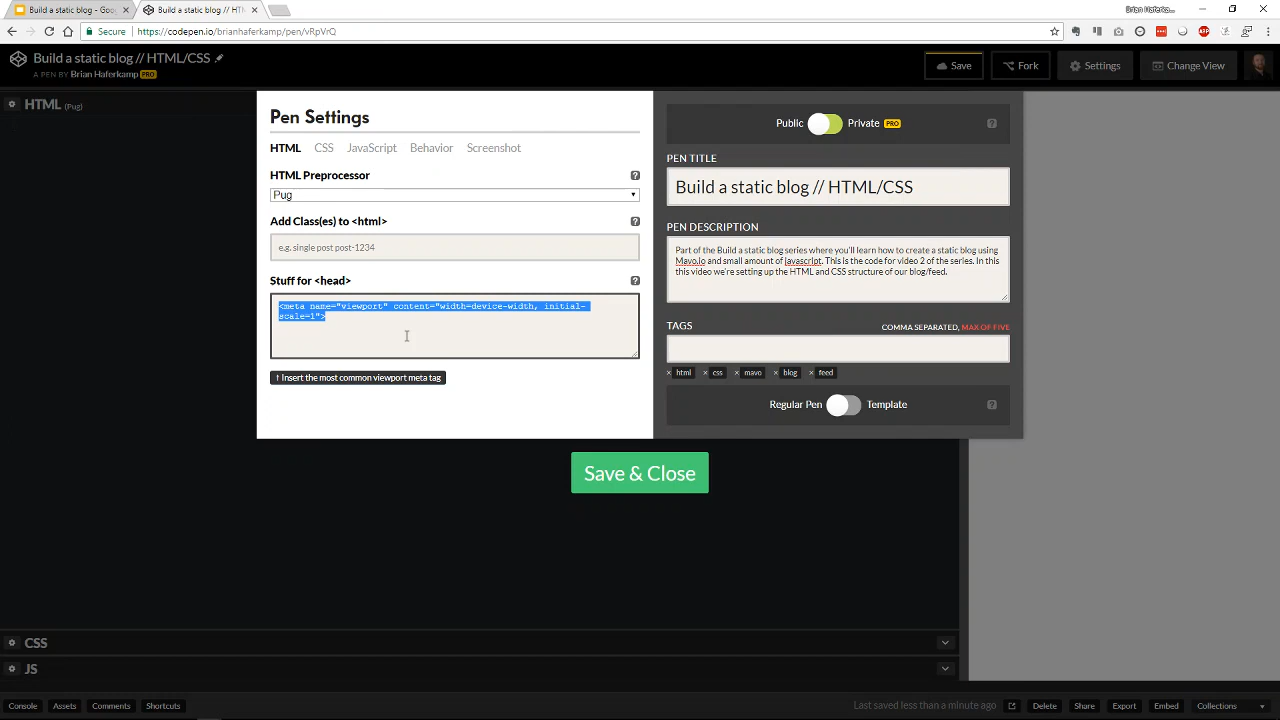 Build a static blog - Goo
Build a static blog // HT
Brian Haferka...
Secure
https://codepen.io/brianhaferkamp/pen/vRpVrQ
Build a static blog // HTML/CSS
A PEN BY Brian Haferkamp PRO
Save
Fork
Settings
Change View
HTML (Pug)
Pen Settings
HTML CSS JavaScript Behavior Screenshot
HTML Preprocessor
Pug
Add Class(es) to <html>
e.g. single post post-1234
Stuff for <head>
<meta name="viewport" content="width=device-width, initial-
scale=1">
↑ Insert the most common viewport meta tag
Public Private PRO
PEN TITLE
Build a static blog // HTML/CSS
PEN DESCRIPTION
Part of the Build a static blog series where you'll learn how to create a static blog using
Mavo.io and small amount of javascript. This is the code for video 2 of the series. In this
this video we're setting up the HTML and CSS structure of our blog/feed.
TAGS
COMMA SEPARATED, MAX OF FIVE
× html × css × mavo × blog × feed
Regular Pen Template
Save & Close
CSS
JS
Console Assets Comments Shortcuts
Last saved less than a minute ago
Delete Share Export Embed Collections